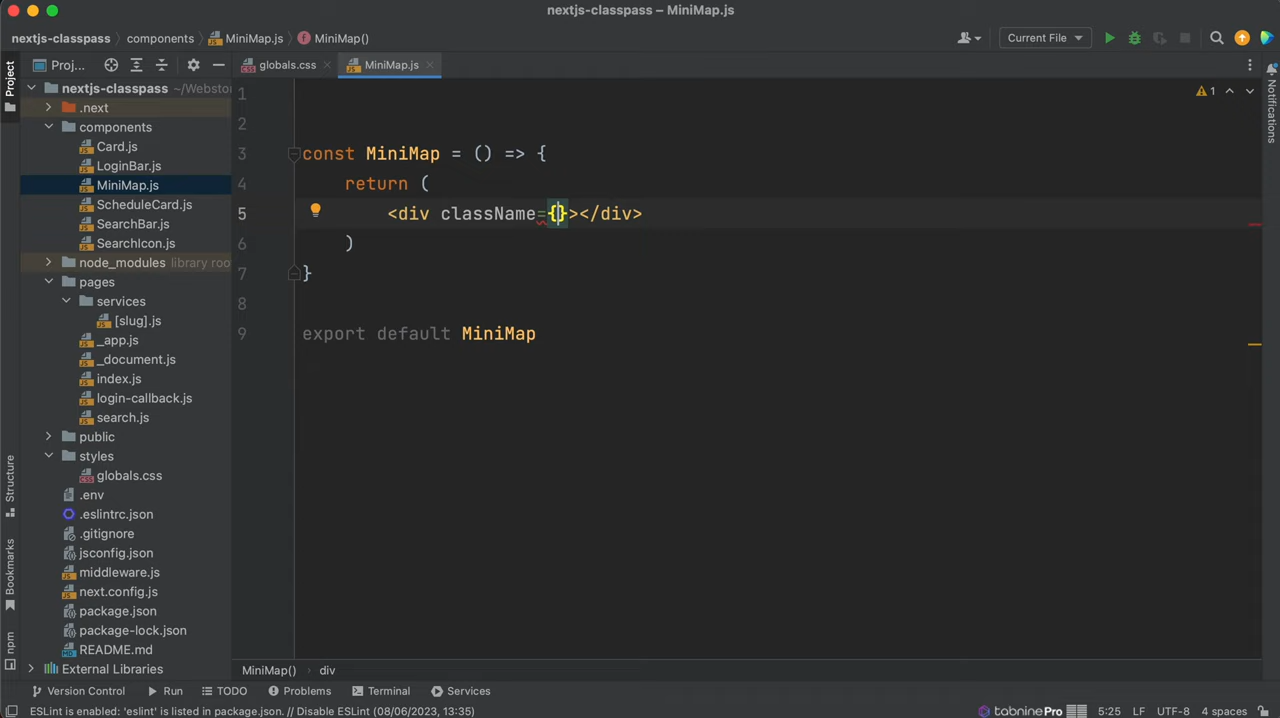 nextjs-classpass – MiniMap.js
nextjs-classpass components MiniMap.js MiniMap() Current File
Project
Proj...
globals.css
MiniMap.js
Notifications
nextjs-classpass ~/Websto
.next
components
Card.js
LoginBar.js
MiniMap.js
ScheduleCard.js
SearchBar.js
SearchIcon.js
node_modules library roo
pages
services
[slug].js
_app.js
_document.js
index.js
login-callback.js
search.js
public
styles
globals.css
.env
.eslintrc.json
.gitignore
jsconfig.json
middleware.js
next.config.js
package.json
package-lock.json
README.md
External Libraries
1
2
3 const MiniMap = () => {
4 return (
5 <div className={}></div>
6 )
7 }
8
9 export default MiniMap
1
Structure
Bookmarks
npm
MiniMap() div
Version Control Run TODO Problems Terminal Services
ESLint is enabled: 'eslint' is listed in package.json. // Disable ESLint (08/06/2023, 13:35) tabninePro 5:25 LF UTF-8 4 spaces